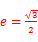 e = √3/2